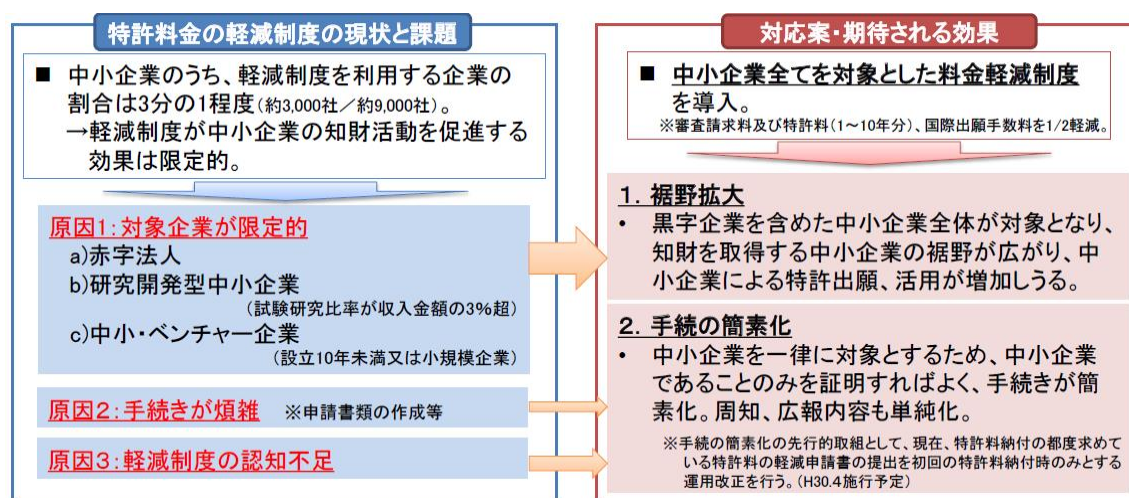 特許料金の軽減制度の現状と課題
■ 中小企業のうち、軽減制度を利用する企業の
割合は3分の1程度(約3,000社/約9,000社)。
→軽減制度が中小企業の知財活動を促進する
効果は限定的。
原因1:対象企業が限定的
a)赤字法人
b)研究開発型中小企業
(試験研究比率が収入金額の3%超)
c)中小・ベンチャー企業
(設立10年未満又は小規模企業)
原因2:手続きが煩雑 ※申請書類の作成等
原因3:軽減制度の認知不足
対応案・期待される効果
■ 中小企業全てを対象とした料金軽減制度
を導入。
※審査請求料及び特許料(1~10年分)、国際出願手数料を1/2軽減。
1.裾野拡大
• 黒字企業を含めた中小企業全体が対象となり、
知財を取得する中小企業の裾野が広がり、中
小企業による特許出願、活用が増加しうる。
2.手続の簡素化
• 中小企業を一律に対象とするため、中小企業
であることのみを証明すればよく、手続きが簡
素化。周知、広報内容も単純化。
※手続の簡素化の先行的取組として、現在、特許料納付の都度求めて
いる特許料の軽減申請書の提出を初回の特許料納付時のみとする
運用改正を行う。(H30.4施行予定)